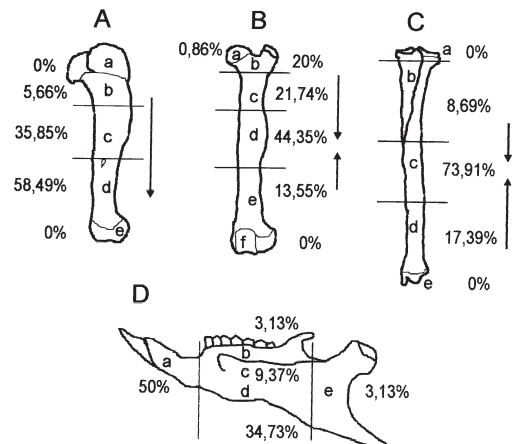 A
a
0%
b
5,66%
c
35,85%
d
58,49%
e
0%
B
0,86%
a
b
20%
c
21,74%
d
44,35%
e
13,55%
f
0%
C
a
0%
b
8,69%
c
73,91%
d
17,39%
e
0%
D
3,13%
a
b
c
9,37%
d
e
50%
3,13%
34,73%